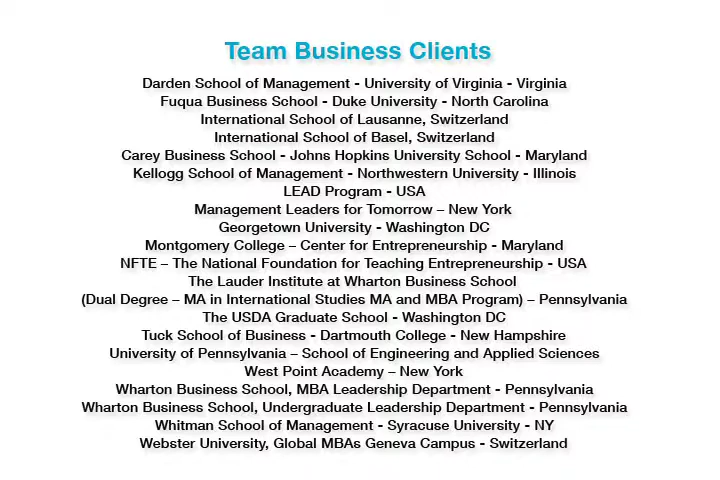 Team Business Clients
Darden School of Management - University of Virginia - Virginia
Fuqua Business School - Duke University - North Carolina
International School of Lausanne, Switzerland
International School of Basel, Switzerland
Carey Business School - Johns Hopkins University School - Maryland
Kellogg School of Management - Northwestern University - Illinois
LEAD Program - USA
Management Leaders for Tomorrow – New York
Georgetown University - Washington DC
Montgomery College – Center for Entrepreneurship - Maryland
NFTE – The National Foundation for Teaching Entrepreneurship - USA
The Lauder Institute at Wharton Business School
(Dual Degree – MA in International Studies MA and MBA Program) – Pennsylvania
The USDA Graduate School - Washington DC
Tuck School of Business - Dartmouth College - New Hampshire
University of Pennsylvania – School of Engineering and Applied Sciences
West Point Academy – New York
Wharton Business School, MBA Leadership Department - Pennsylvania
Wharton Business School, Undergraduate Leadership Department - Pennsylvania
Whitman School of Management - Syracuse University - NY
Webster University, Global MBAs Geneva Campus - Switzerland